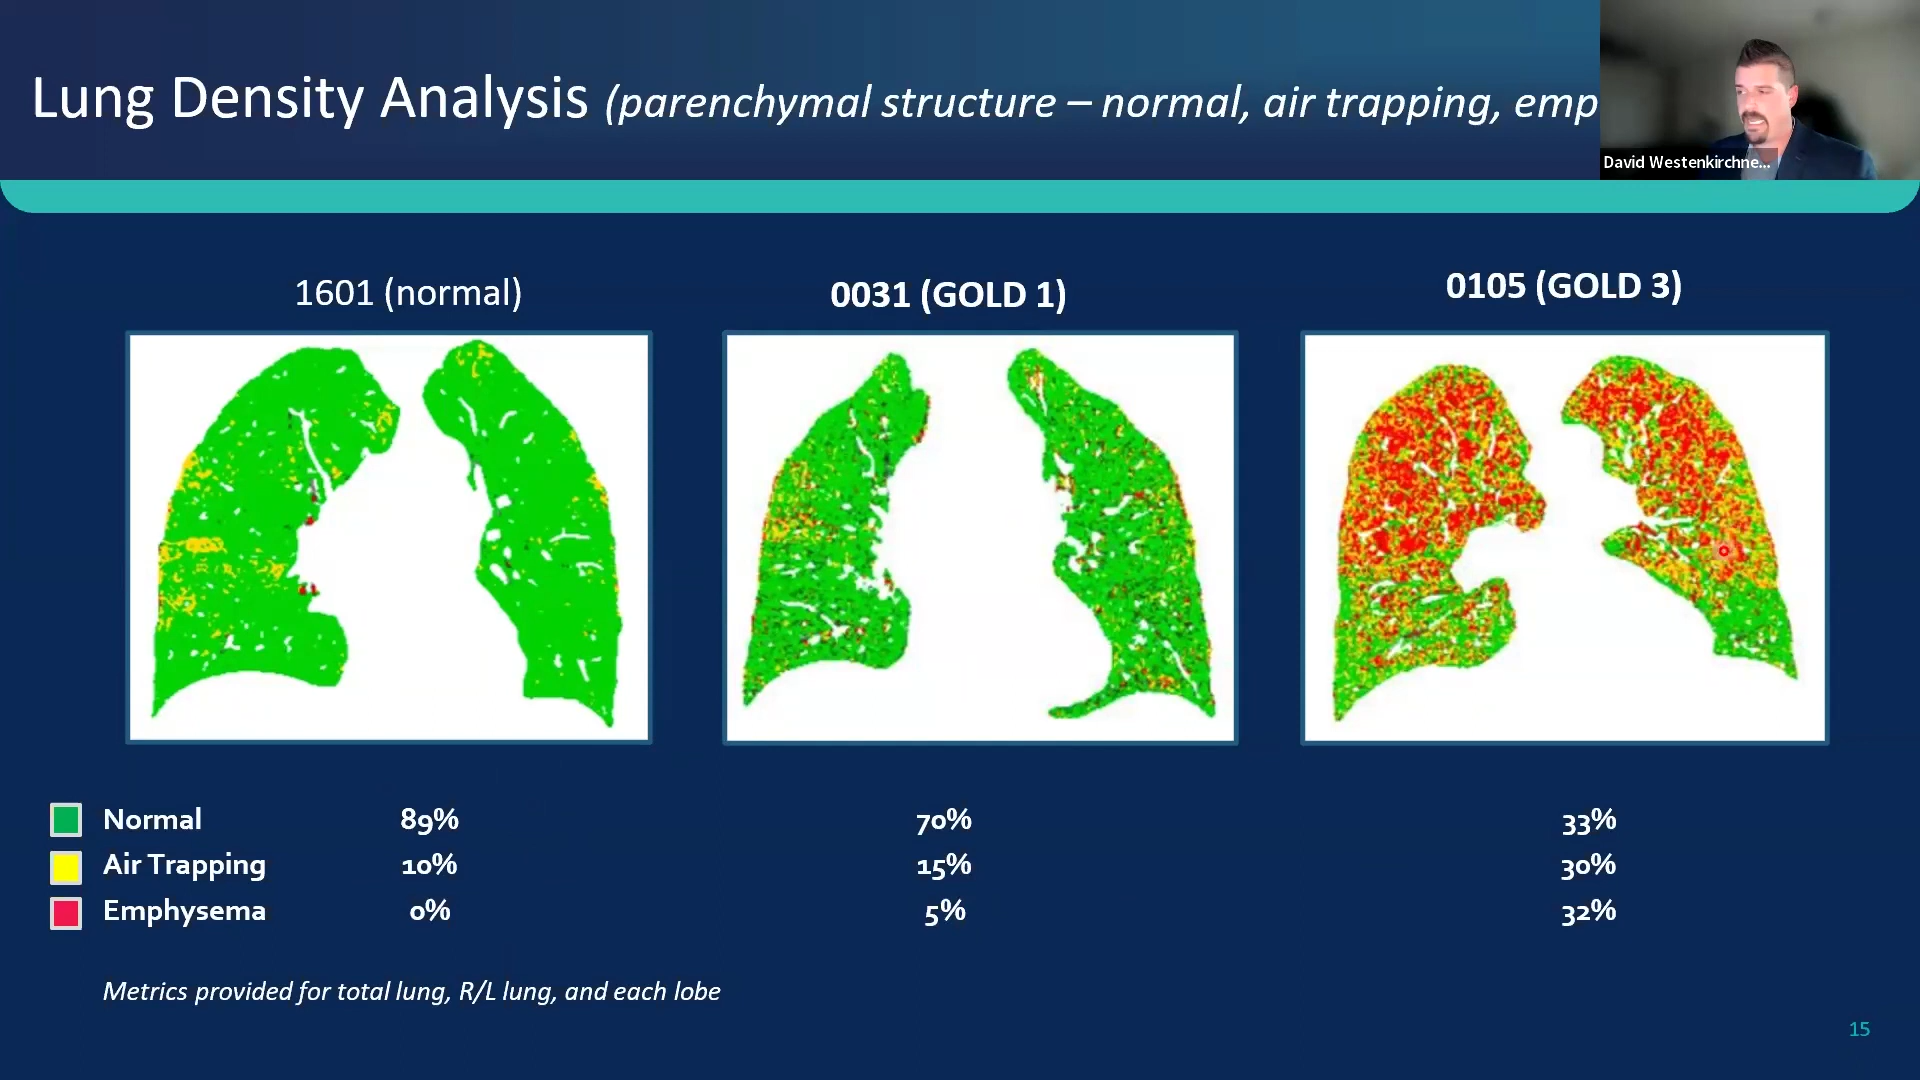 Lung Density Analysis (parenchymal structure – normal, air trapping, emp
David Westenkirchne...
1601 (normal)
0031 (GOLD 1)
0105 (GOLD 3)
Normal 89% 70% 33%
Air Trapping 10% 15% 30%
Emphysema 0% 5% 32%
Metrics provided for total lung, R/L lung, and each lobe
15